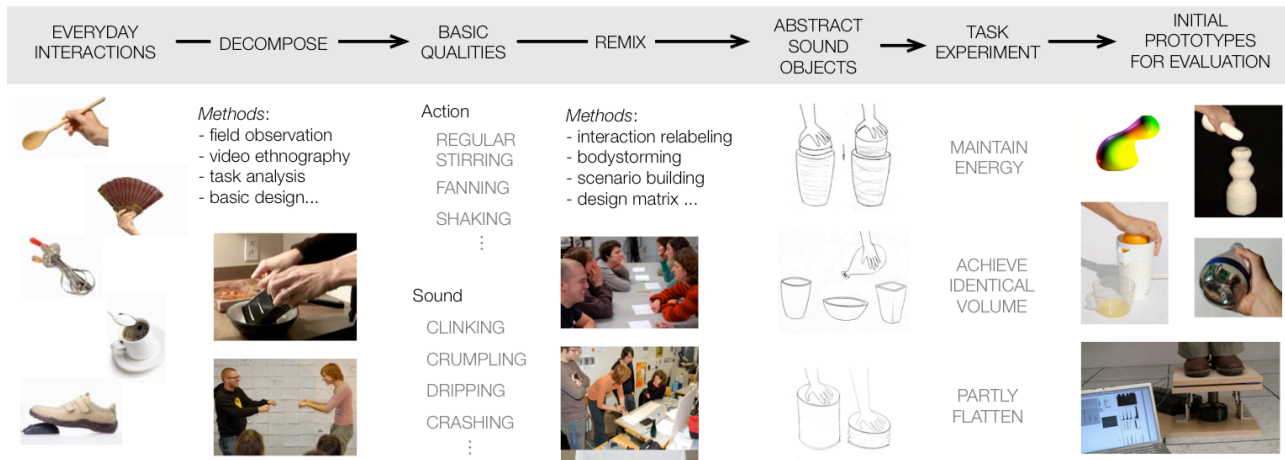 EVERYDAY
INTERACTIONS
DECOMPOSE
BASIC
QUALITIES
REMIX
ABSTRACT
SOUND
OBJECTS
TASK
EXPERIMENT
INITIAL
PROTOTYPES
FOR EVALUATION
Methods:
- field observation
- video ethnography
- task analysis
- basic design...
Action
REGULAR
STIRRING
FANNING
SHAKING
⋮
Sound
CLINKING
CRUMPLING
DRIPPING
CRASHING
⋮
Methods:
- interaction relabeling
- bodystorming
- scenario building
- design matrix ...
MAINTAIN
ENERGY
ACHIEVE
IDENTICAL
VOLUME
PARTLY
FLATTEN